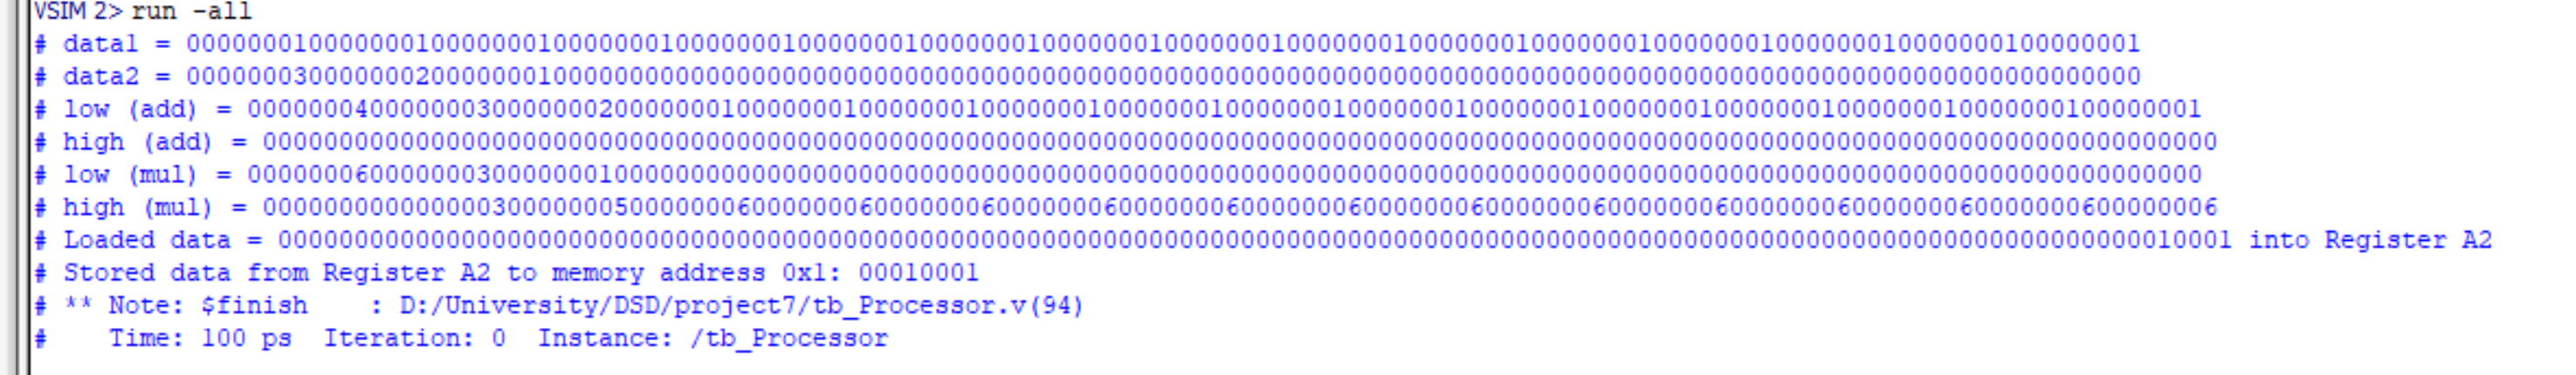 VSIM 2> run -all
# data1 = 00000001000000010000000100000001000000010000000100000001000000010000000100000001000000010000000100000001000000010000000100000001
# data2 = 00000003000000020000000100000000000000000000000000000000000000000000000000000000000000000000000000000000000000000000000000000000
# low (add) = 00000004000000030000000200000001000000010000000100000001000000010000000100000001000000010000000100000001000000010000000100000001
# high (add) = 00000000000000000000000000000000000000000000000000000000000000000000000000000000000000000000000000000000000000000000000000000000
# low (mul) = 00000006000000030000000100000000000000000000000000000000000000000000000000000000000000000000000000000000000000000000000000000000
# high (mul) = 00000000000000030000000500000006000000060000000600000006000000060000000600000006000000060000000600000006000000060000000600000006
# Loaded data = 00000000000000000000000000000000000000000000000000000000000000000000000000000000000000000000000000000000000000000000000000010001 into Register A2
# Stored data from Register A2 to memory address 0x1: 00010001
# ** Note: $finish    : D:/University/DSD/project7/tb_Processor.v(94)
#    Time: 100 ps  Iteration: 0  Instance: /tb_Processor